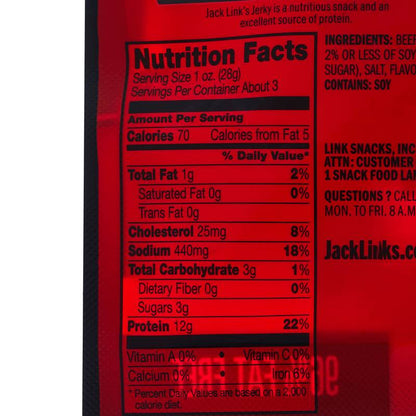 Jack Link's Jerky is a nutritious snack and an
excellent source of protein.
Nutrition Facts
Serving Size 1 oz. (28g)
Servings Per Container About 3
Amount Per Serving
Calories 70 Calories from Fat 5
% Daily Value*
Total Fat 1g 2%
Saturated Fat 0g 0%
Trans Fat 0g
Cholesterol 25mg 8%
Sodium 440mg 18%
Total Carbohydrate 3g 1%
Dietary Fiber 0g 0%
Sugars 3g
Protein 12g 22%
Vitamin A 0% • Vitamin C 0%
Calcium 0% • Iron 6%
* Percent Daily Values are based on a 2,000
calorie diet.
INGREDIENTS: BEEF
2% OR LESS OF SOY
SUGAR), SALT, FLAVO
CONTAINS: SOY
LINK SNACKS, INC
ATTN: CUSTOMER
1 SNACK FOOD LAN
QUESTIONS ? CALL
MON. TO FRI. 8 A.M.
JackLinks.co